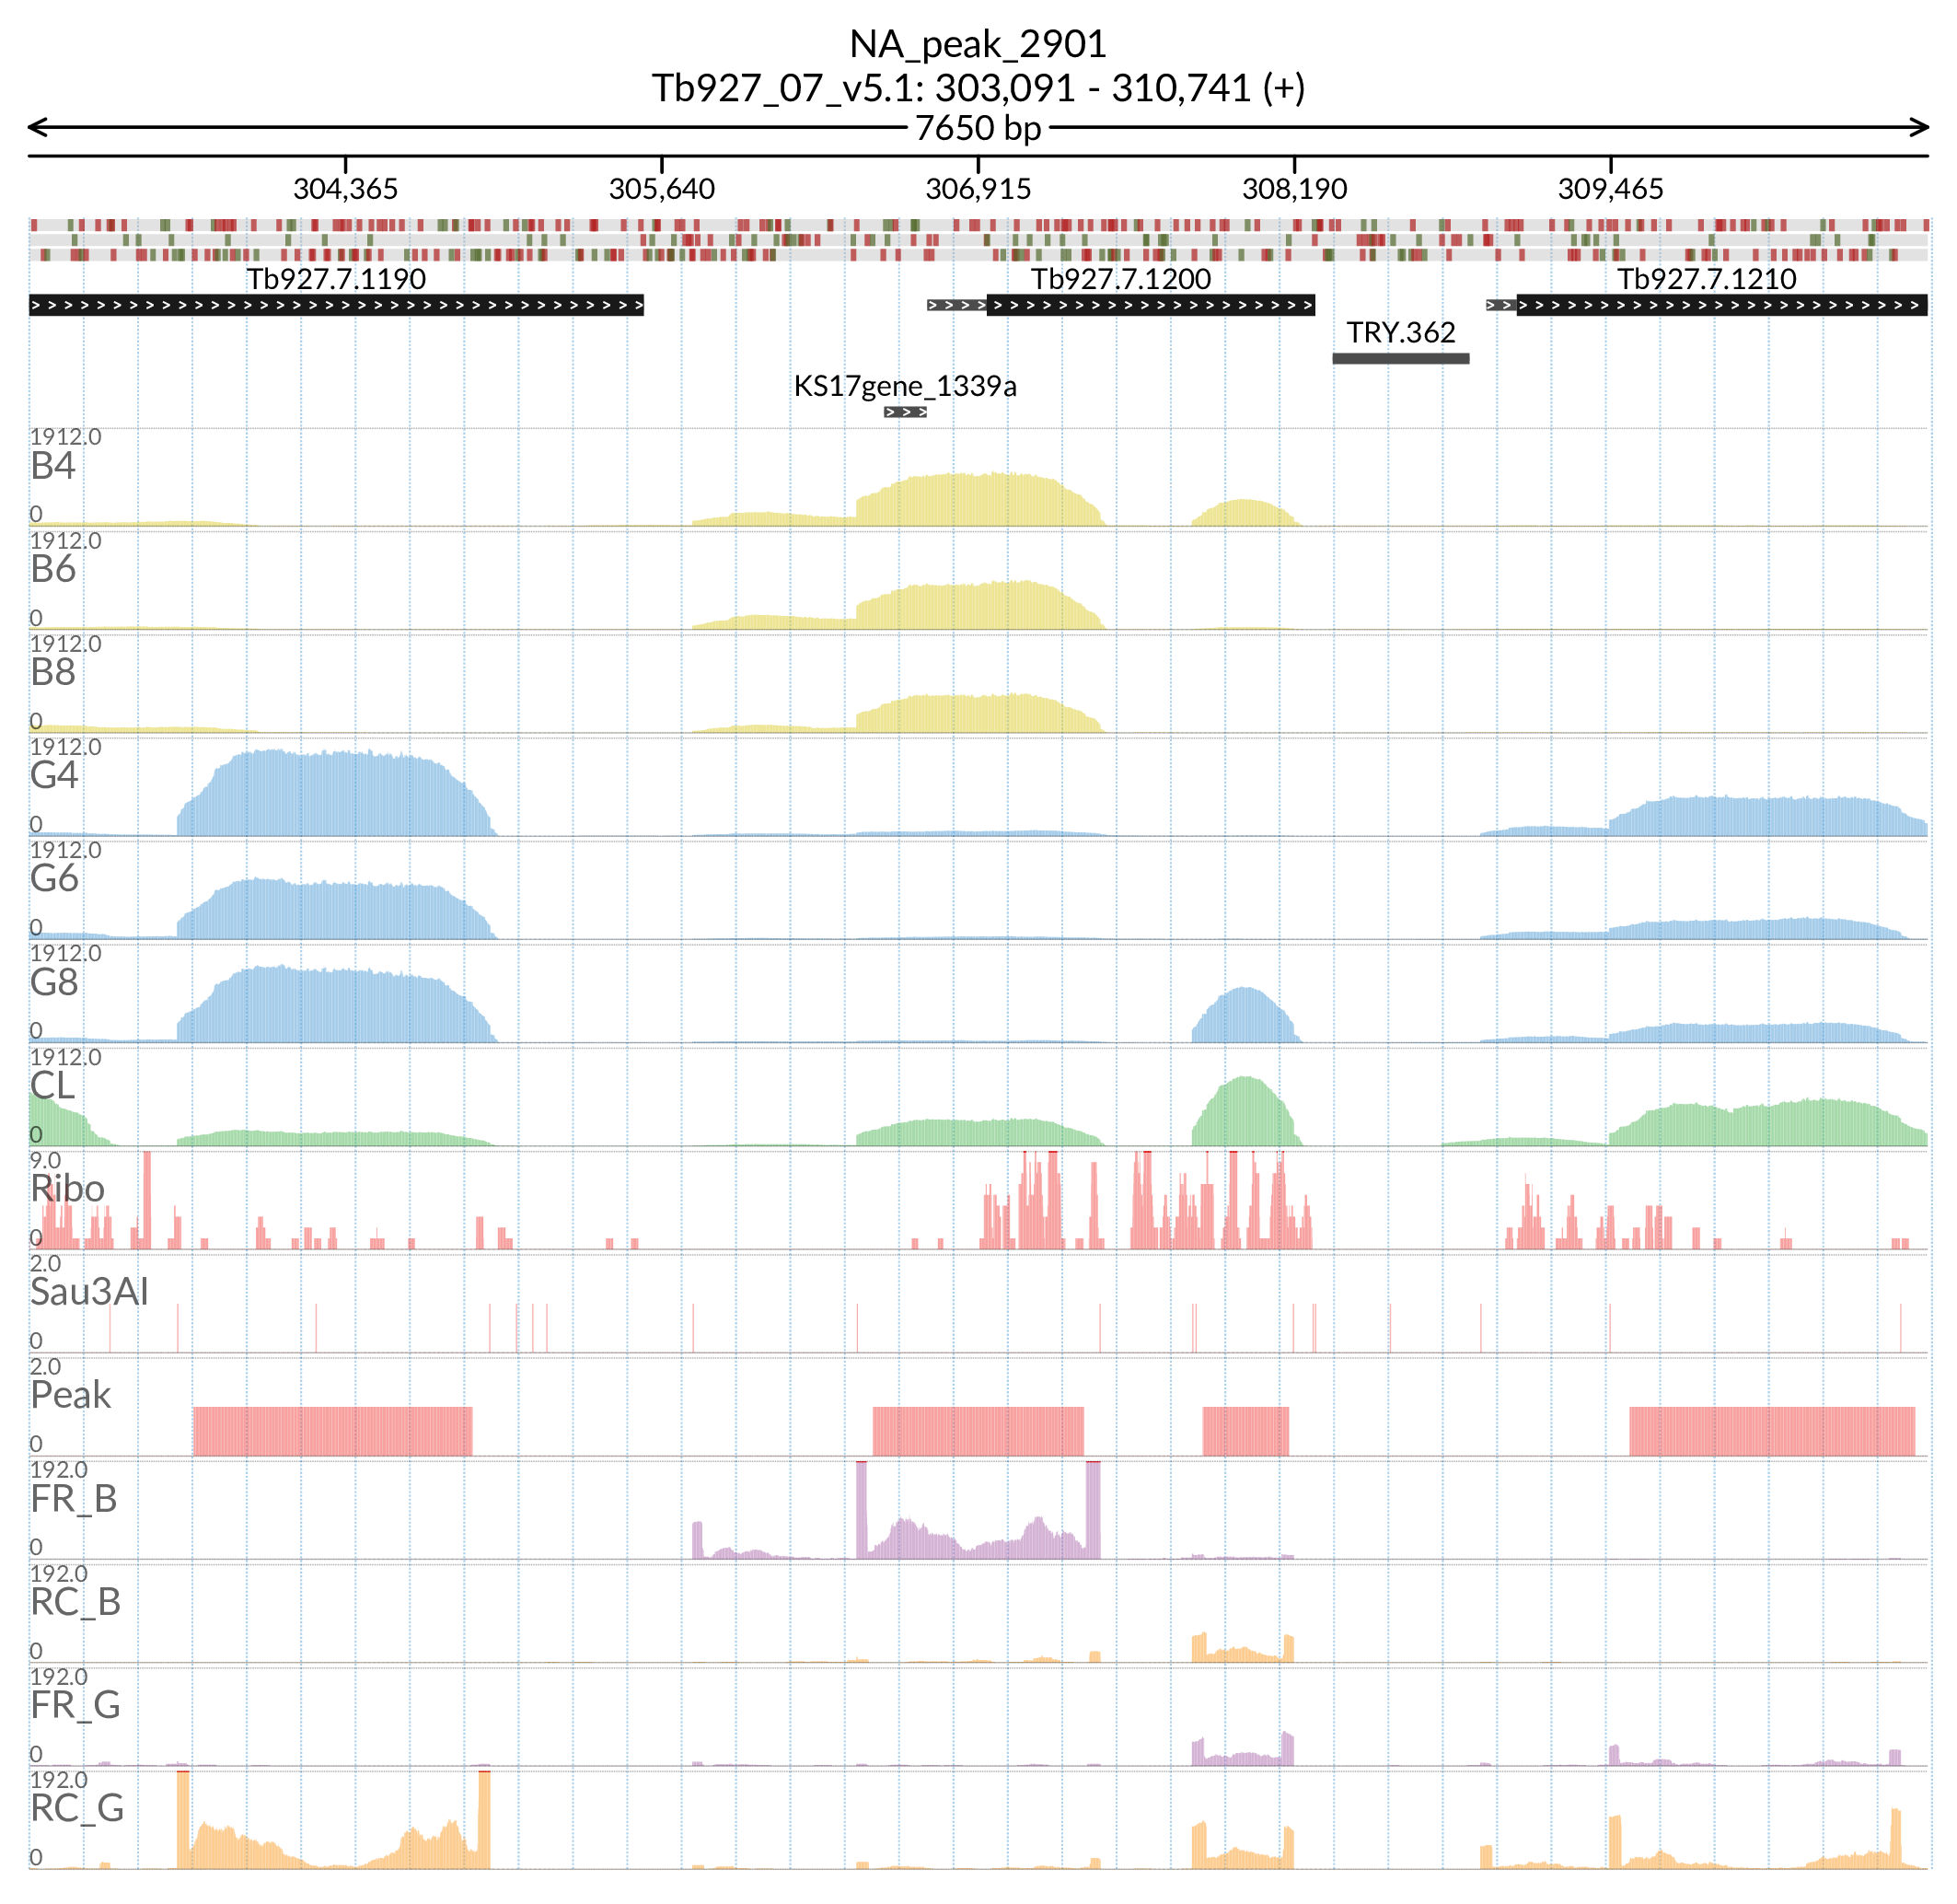 NA_peak_2901
Tb927_07_v5.1: 303,091 - 310,741 (+)
7650 bp
304,365 305,640 306,915 308,190 309,465
Tb927.7.1190 Tb927.7.1200 Tb927.7.1210
TRY.362
KS17gene_1339a
1912.0
B4
0
1912.0
B6
0
1912.0
B8
0
1912.0
G4
0
1912.0
G6
0
1912.0
G8
0
1912.0
CL
0
9.0
Ribo
0
2.0
Sau3AI
0
2.0
Peak
0
192.0
FR_B
0
192.0
RC_B
0
192.0
FR_G
0
192.0
RC_G
0